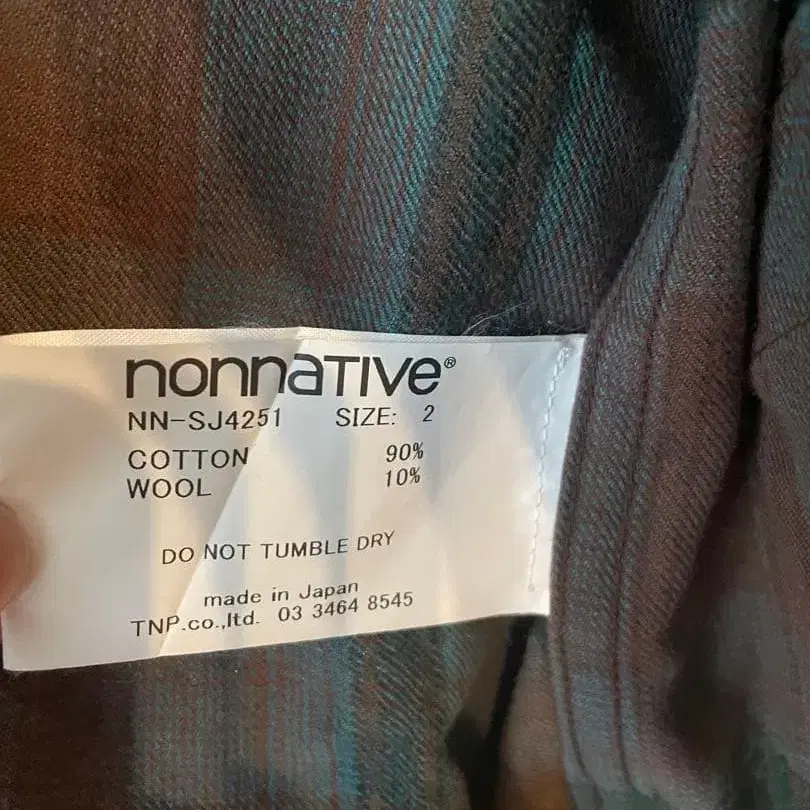 nonnative®
NN-SJ4251 SIZE: 2
COTTON 90%
WOOL 10%
DO NOT TUMBLE DRY
made in Japan
TNP.co.,ltd. 03 3464 8545